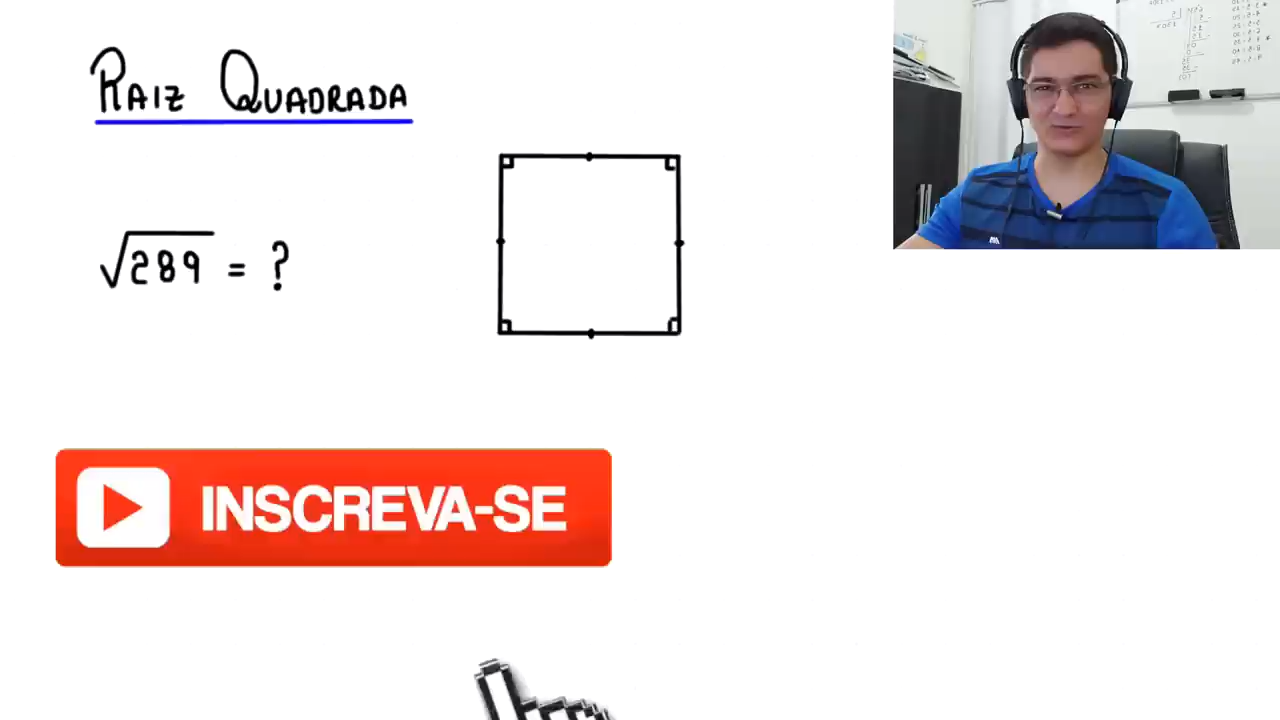 RAIZ QUADRADA
√289 = ?
INSCREVA-SE